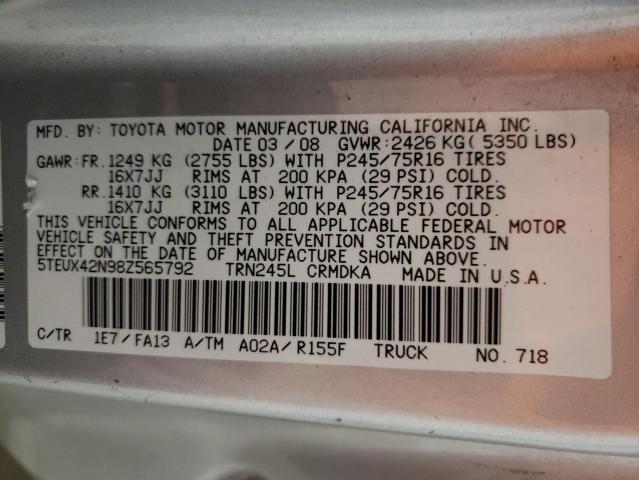 MFD. BY: TOYOTA MOTOR MANUFACTURING CALIFORNIA INC.
DATE 03 / 08 GVWR: 2426 KG ( 5350 LBS)
GAWR: FR. 1249 KG (2755 LBS) WITH P245/75R16 TIRES
16X7JJ RIMS AT 200 KPA (29 PSI) COLD.
RR. 1410 KG (3110 LBS) WITH P245/75R16 TIRES
16X7JJ RIMS AT 200 KPA (29 PSI) COLD.
THIS VEHICLE CONFORMS TO ALL APPLICABLE FEDERAL MOTOR
VEHICLE SAFETY AND THEFT PREVENTION STANDARDS IN
EFFECT ON THE DATE OF MANUFACTURE SHOWN ABOVE.
5TEUX42N98Z565792 TRN245L CRMDKA MADE IN U.S.A.
C/TR 1E7 / FA13 A/TM A02A / R155F TRUCK NO. 718